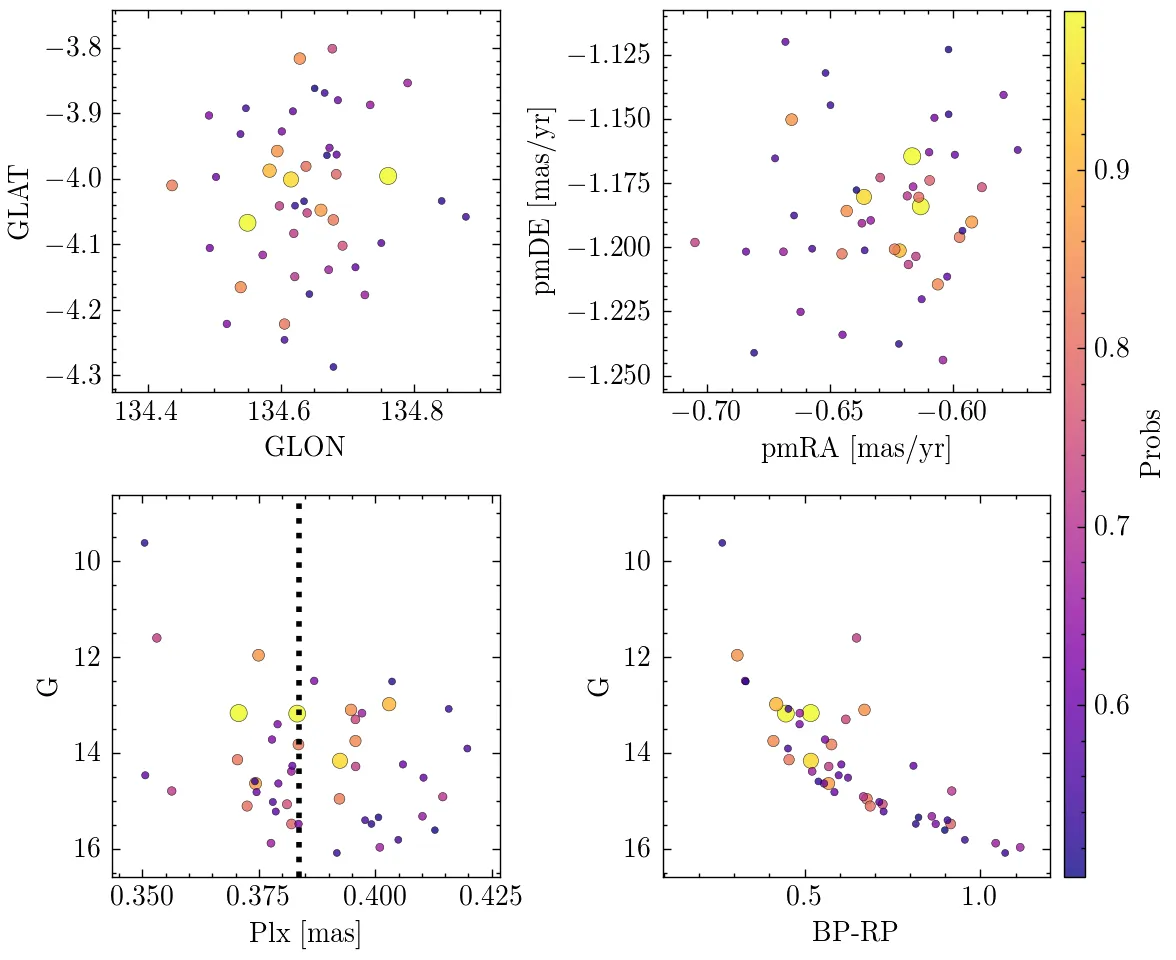 −3.8
−3.9
−4.0
−4.1
−4.2
−4.3
GLAT
134.4 134.6 134.8
GLON
−1.125
−1.150
−1.175
−1.200
−1.225
−1.250
pmDE [mas/yr]
−0.70 −0.65 −0.60
pmRA [mas/yr]
10
12
14
16
G
0.350 0.375 0.400 0.425
Plx [mas]
10
12
14
16
G
0.5 1.0
BP-RP
0.9
0.8
0.7
0.6
Probs